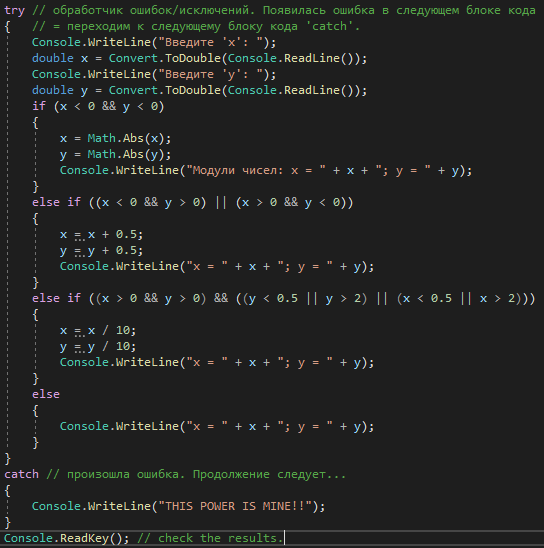 try // обработчик ошибок/исключений. Появилась ошибка в следующем блоке кода
{   // = переходим к следующему блоку кода 'catch'.
    Console.WriteLine("Введите 'x': ");
    double x = Convert.ToDouble(Console.ReadLine());
    Console.WriteLine("Введите 'y': ");
    double y = Convert.ToDouble(Console.ReadLine());
    if (x < 0 && y < 0)
    {
        x = Math.Abs(x);
        y = Math.Abs(y);
        Console.WriteLine("Модули чисел: x = " + x + "; y = " + y);
    }
    else if ((x < 0 && y > 0) || (x > 0 && y < 0))
    {
        x = x + 0.5;
        y = y + 0.5;
        Console.WriteLine("x = " + x + "; y = " + y);
    }
    else if ((x > 0 && y > 0) && ((y < 0.5 || y > 2) || (x < 0.5 || x > 2)))
    {
        x = x / 10;
        y = y / 10;
        Console.WriteLine("x = " + x + "; y = " + y);
    }
    else
    {
        Console.WriteLine("x = " + x + "; y = " + y);
    }
}
catch // произошла ошибка. Продолжение следует...
{
    Console.WriteLine("THIS POWER IS MINE!!");
}
Console.ReadKey(); // check the results.